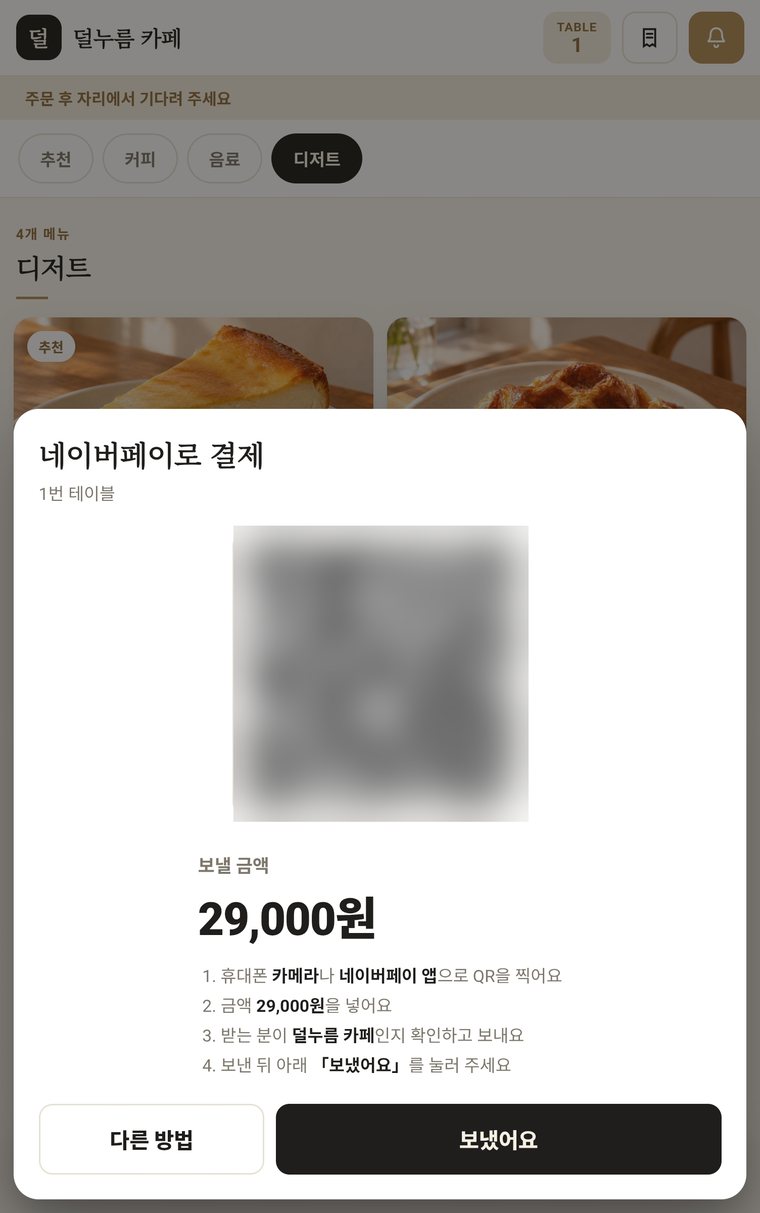 덜 덜누름 카페
TABLE
1
주문 후 자리에서 기다려 주세요
추천 커피 음료 디저트
4개 메뉴
디저트
추천
네이버페이로 결제
1번 테이블
보낼 금액
29,000원
1. 휴대폰 카메라나 네이버페이 앱으로 QR을 찍어요
2. 금액 29,000원을 넣어요
3. 받는 분이 덜누름 카페인지 확인하고 보내요
4. 보낸 뒤 아래 「보냈어요」를 눌러 주세요
다른 방법 보냈어요